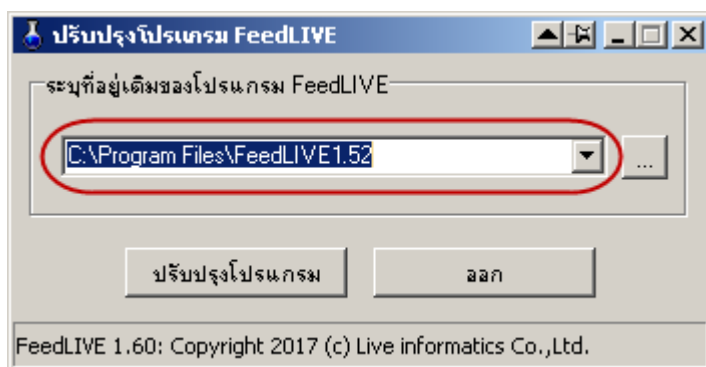 ปรับปรุงโปรแกรม FeedLIVE
ระบุที่อยู่เดิมของโปรแกรม FeedLIVE
C:\Program Files\FeedLIVE1.52
...
ปรับปรุงโปรแกรม ออก
FeedLIVE 1.60: Copyright 2017 (c) Live informatics Co.,Ltd.